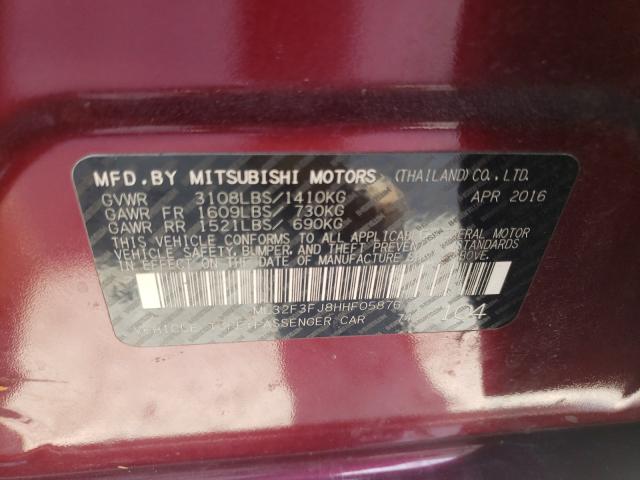 MFD.BY MITSUBISHI MOTORS (THAILAND) CO., LTD.
GVWR 3108LBS/1410KG APR 2016
GAWR FR 1609LBS/ 730KG
GAWR RR 1521LBS/ 690KG
THIS VEHICLE CONFORMS TO ALL APPLICABLE FEDERAL MOTOR
VEHICLE SAFETY, BUMPER, AND THEFT PREVENTION STANDARDS
IN EFFECT ON THE DATE OF MANUFACTURE SHOWN ABOVE.
ML32F3FJ8HHF05876
VEHICLE TYPE:PASSENGER CAR 104